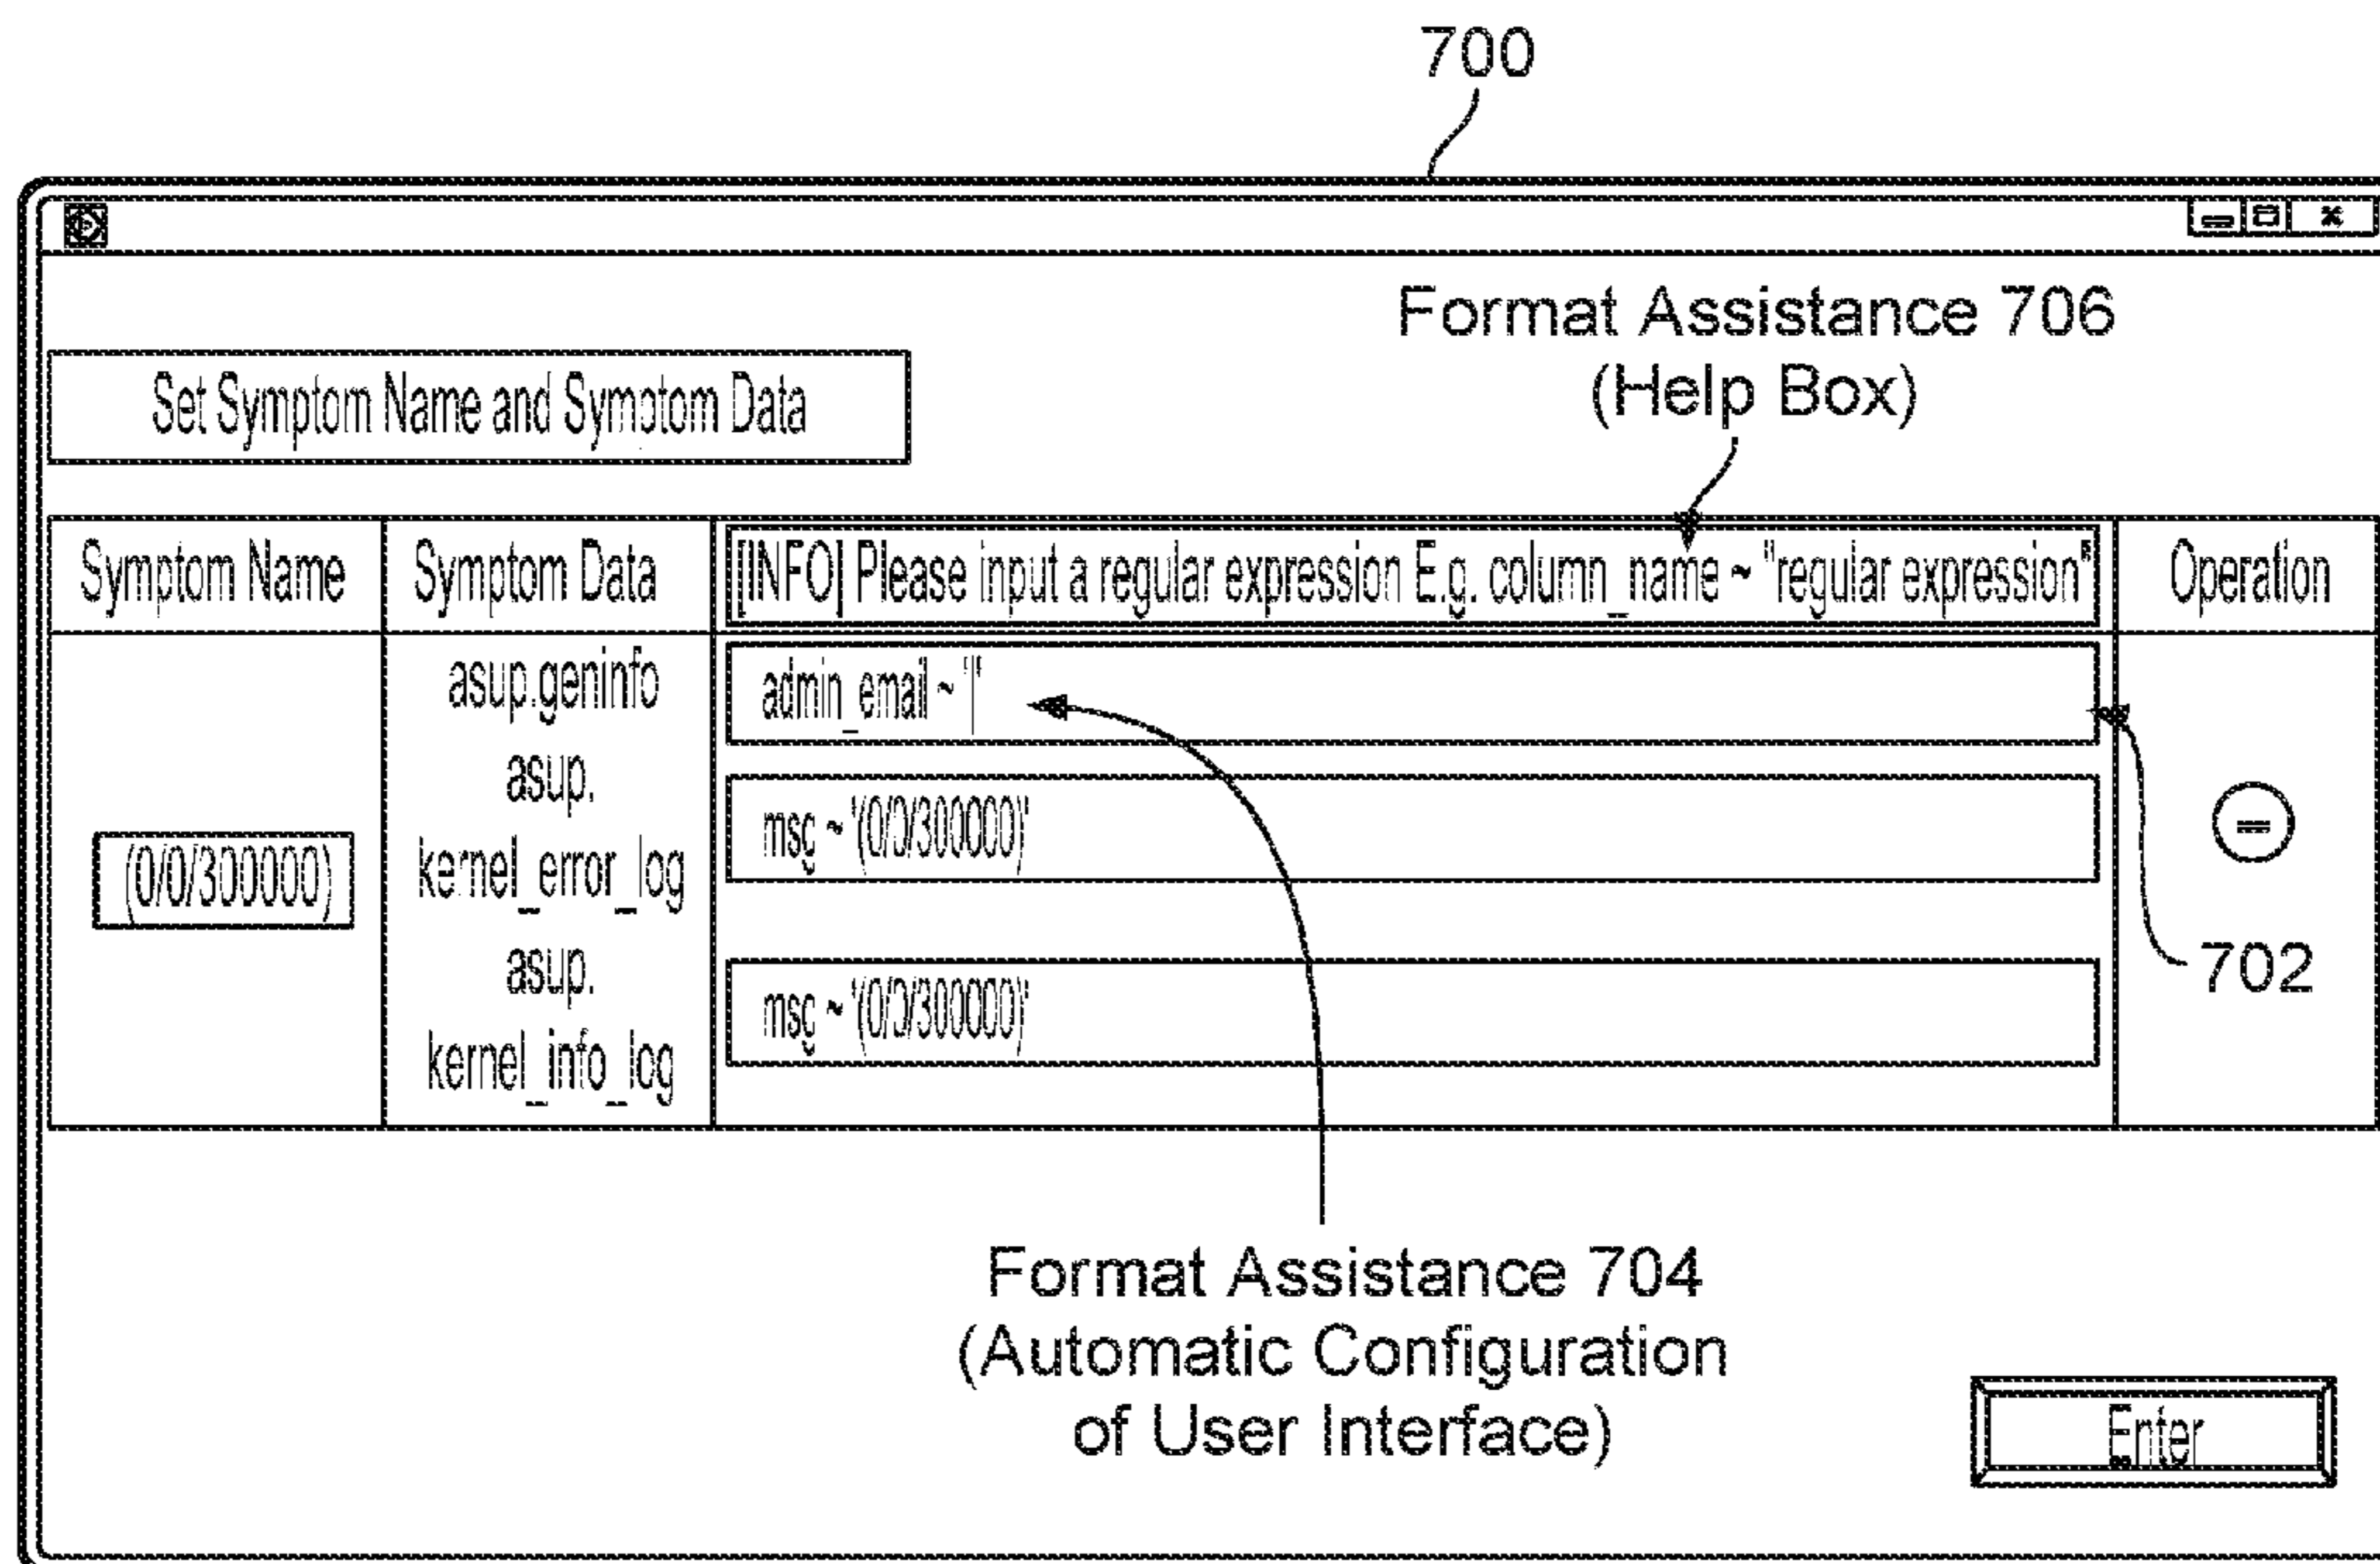 700
Format Assistance 706
(Help Box)
Set Symptom Name and Symptom Data
Symptom Name
Symptom Data
[INFO] Please input a regular expression E.g. column_name ~ "regular expression"
Operation
(0/0/300000)
asup.geninfo
asup.
kernel_error_log
asup.
kernel_info_log
admin_email ~ '|'
msg ~ '(0/0/300000)'
msg ~ '(0/0/300000)'
702
Format Assistance 704
(Automatic Configuration
of User Interface)
Enter